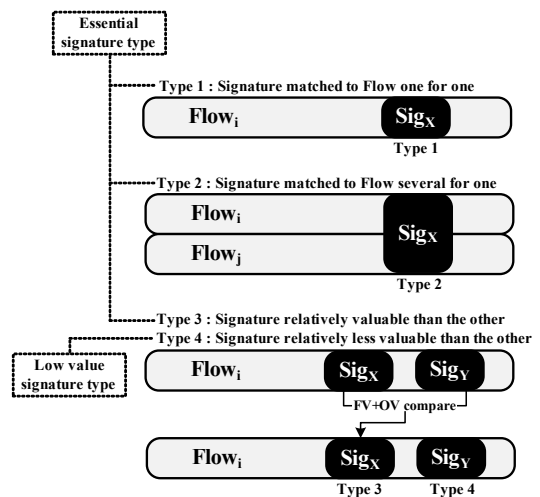 Essential
signature type
Type 1 : Signature matched to Flow one for one
Flowi SigX
Type 1
Type 2 : Signature matched to Flow several for one
Flowi
SigX
Flowj
Type 2
Type 3 : Signature relatively valuable than the other
Type 4 : Signature relatively less valuable than the other
Low value
signature type
Flowi SigX SigY
FV+OV compare
Flowi SigX SigY
Type 3 Type 4